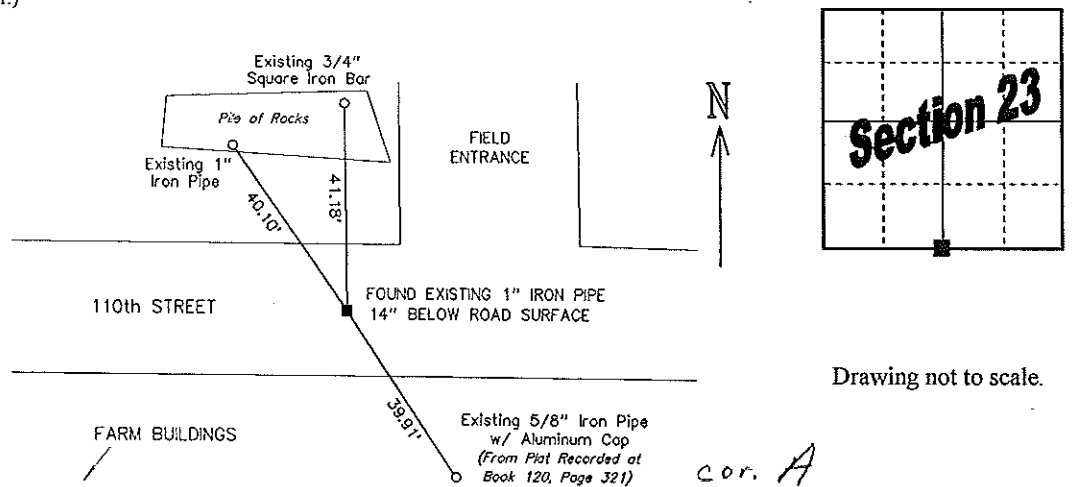 Existing 3/4"
Square Iron Bar
Pile of Rocks
Existing 1"
Iron Pipe
FIELD
ENTRANCE
N
Section 23
40.10'
41.18'
110th STREET
FOUND EXISTING 1" IRON PIPE
14" BELOW ROAD SURFACE
Drawing not to scale.
39.91'
FARM BUILDINGS
Existing 5/8" Iron Pipe
w/ Aluminum Cap
(From Plat Recorded at
Book 120, Page 321)
cor. A